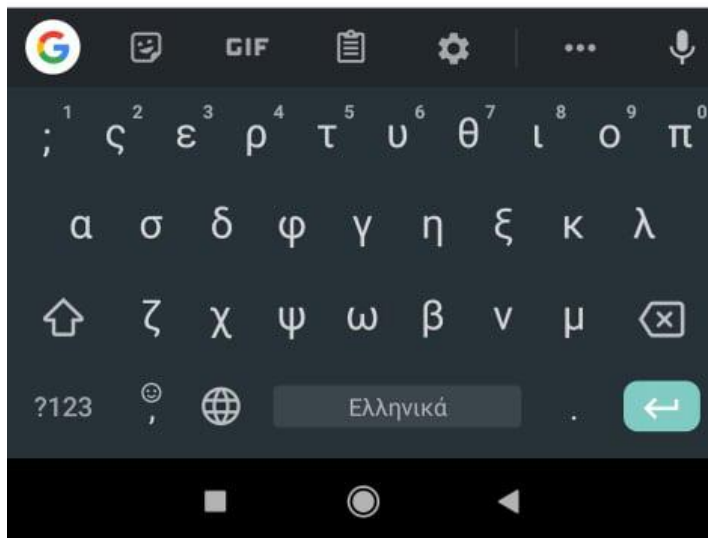 G GIF
; 1 ς 2 ε 3 ρ 4 τ 5 υ 6 θ 7 ι 8 ο 9 π 0
α σ δ φ γ η ξ κ λ
ζ χ ψ ω β ν μ
?123 , Ελληνικά .